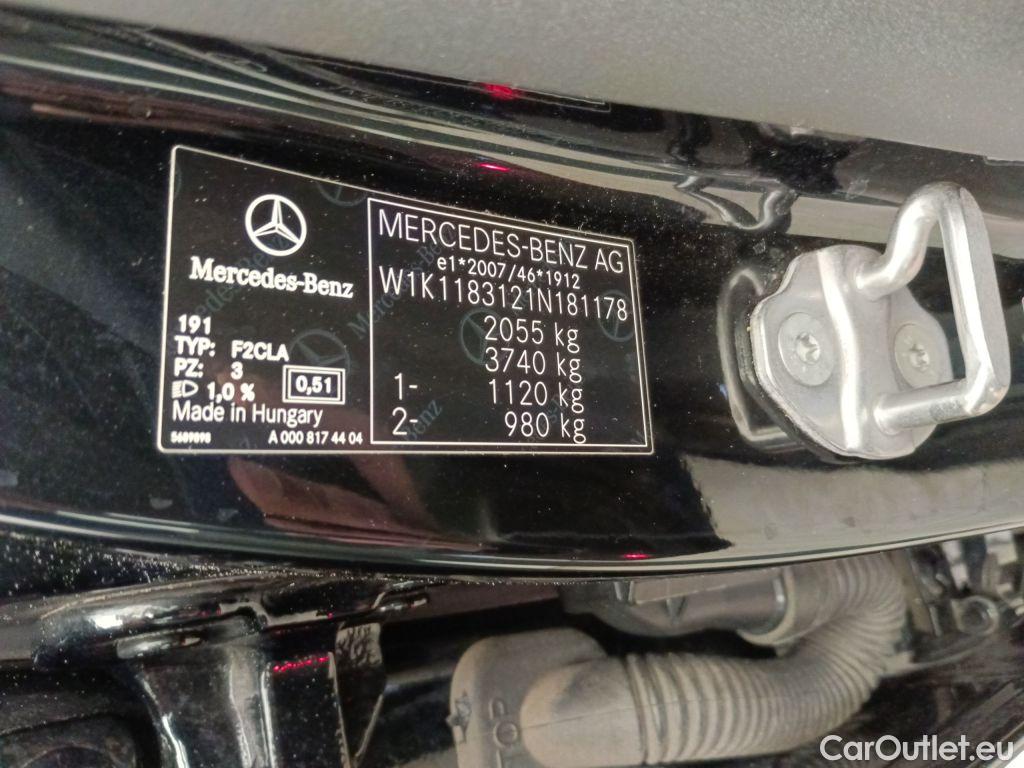 Mercedes-Benz
191
TYP: F2CLA
PZ: 3
1,0 % 0,51
Made in Hungary
5689898 A 000 817 44 04
MERCEDES-BENZ AG
e1*2007/46*1912
W1K1183121N181178
2055 kg
3740 kg
1- 1120 kg
2- 980 kg
TOP
CarOutlet.eu